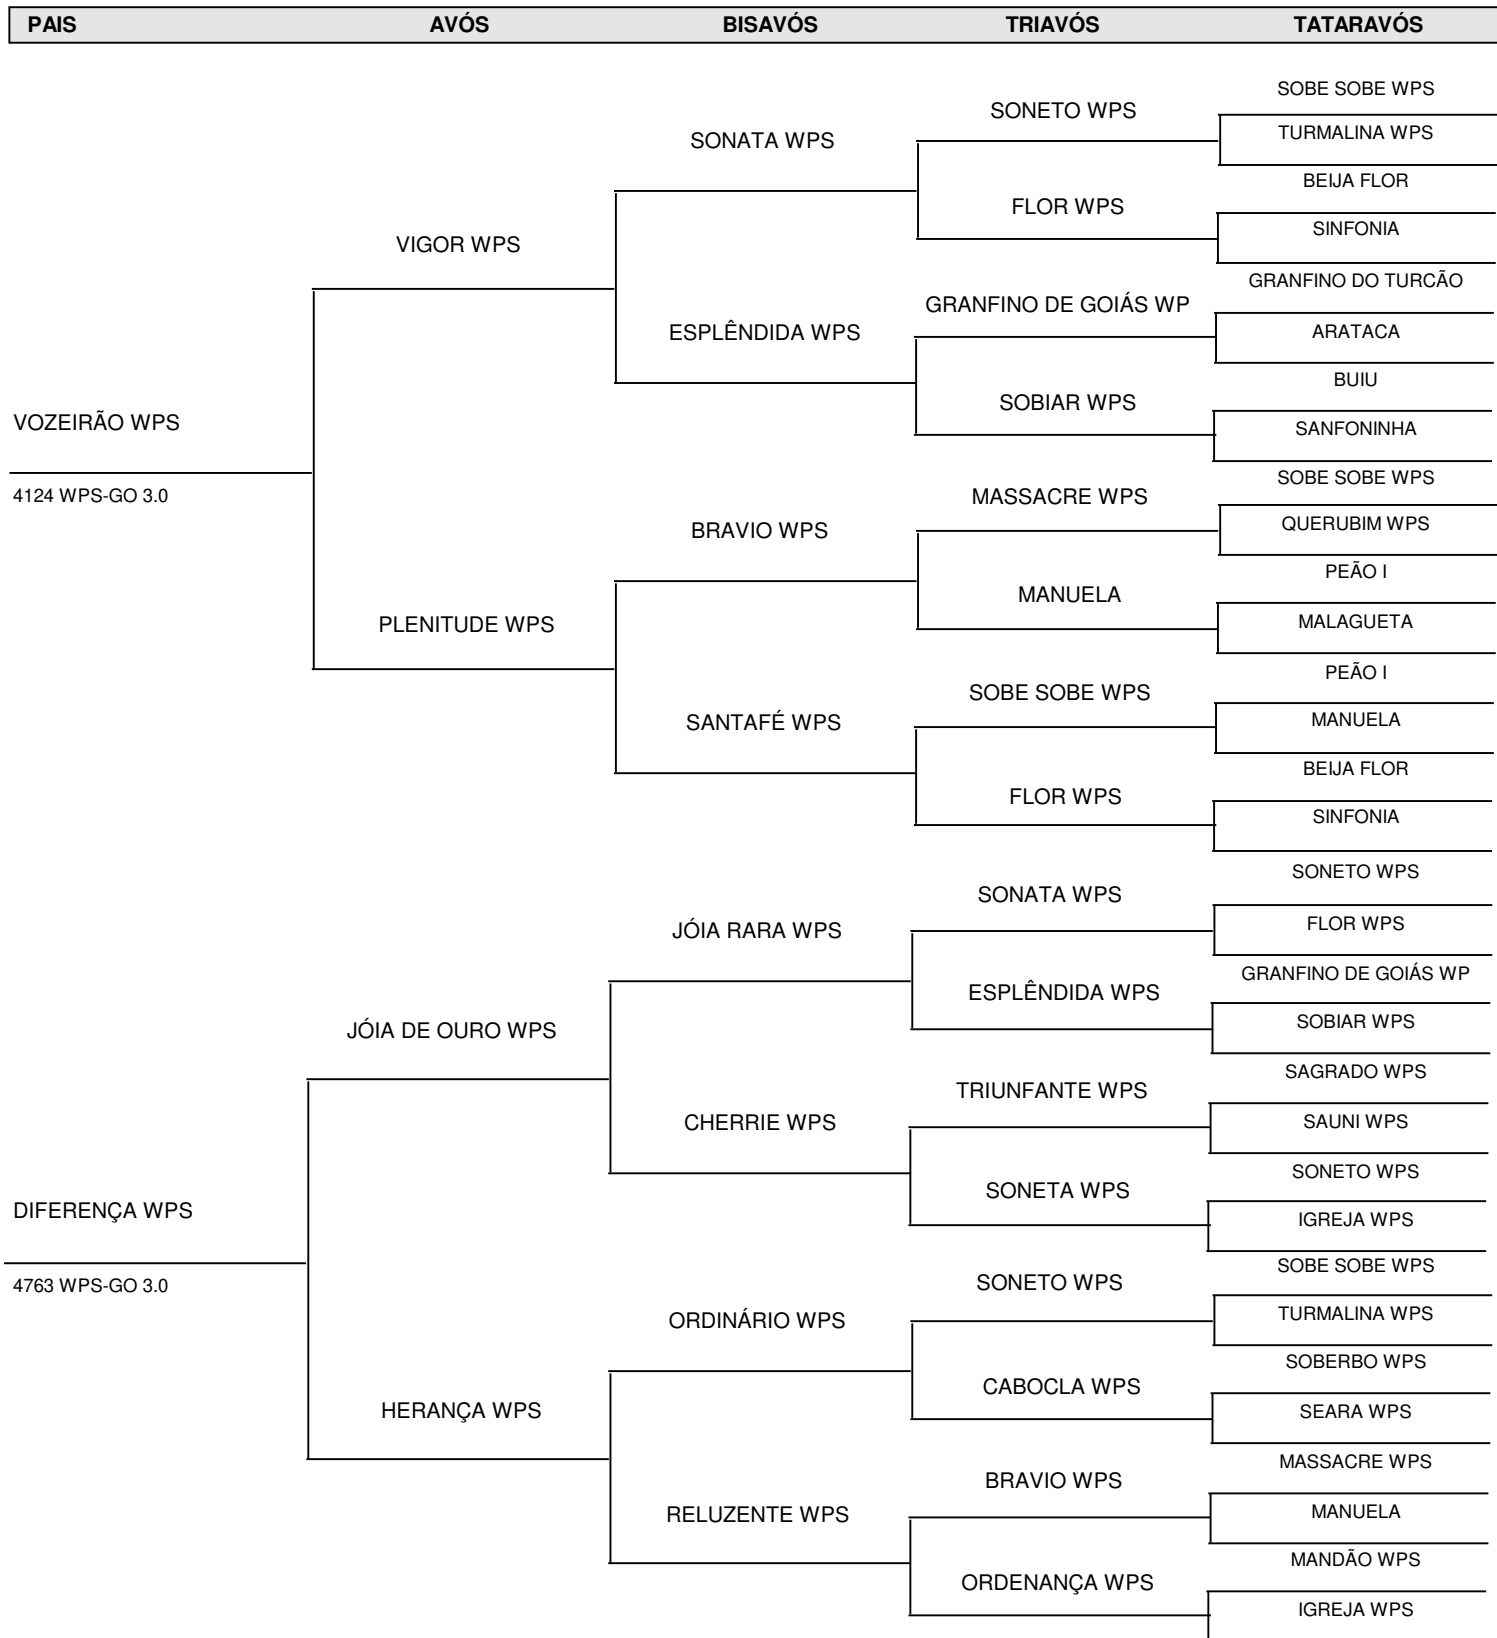 PAIS AVÓS BISAVÓS TRIAVÓS TATARAVÓS
SOBE SOBE WPS
SONETO WPS
TURMALINA WPS
SONATA WPS
BEIJA FLOR
FLOR WPS
SINFONIA
VIGOR WPS
GRANFINO DO TURCÃO
GRANFINO DE GOIÁS WP
ARATACA
ESPLÊNDIDA WPS
BUIU
SOBIAR WPS
SANFONINHA
VOZEIRÃO WPS
4124 WPS-GO 3.0
SOBE SOBE WPS
MASSACRE WPS
QUERUBIM WPS
BRAVIO WPS
PEÃO I
MANUELA
MALAGUETA
PLENITUDE WPS
PEÃO I
SOBE SOBE WPS
MANUELA
SANTAFÉ WPS
BEIJA FLOR
FLOR WPS
SINFONIA
SONETO WPS
SONATA WPS
FLOR WPS
JÓIA RARA WPS
GRANFINO DE GOIÁS WP
ESPLÊNDIDA WPS
SOBIAR WPS
JÓIA DE OURO WPS
SAGRADO WPS
TRIUNFANTE WPS
SAUNI WPS
CHERRIE WPS
SONETO WPS
SONETA WPS
IGREJA WPS
DIFERENÇA WPS
4763 WPS-GO 3.0
SOBE SOBE WPS
SONETO WPS
TURMALINA WPS
ORDINÁRIO WPS
SOBERBO WPS
CABOCLA WPS
SEARA WPS
HERANÇA WPS
MASSACRE WPS
BRAVIO WPS
MANUELA
RELUZENTE WPS
MANDÃO WPS
ORDENANÇA WPS
IGREJA WPS